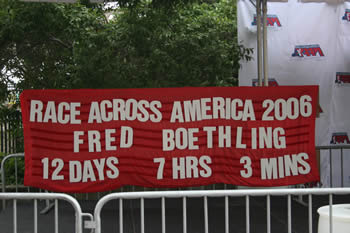 RACE ACROSS AMERICA 2006
FRED BOETHLING
12 DAYS 7 HRS 3 MINS